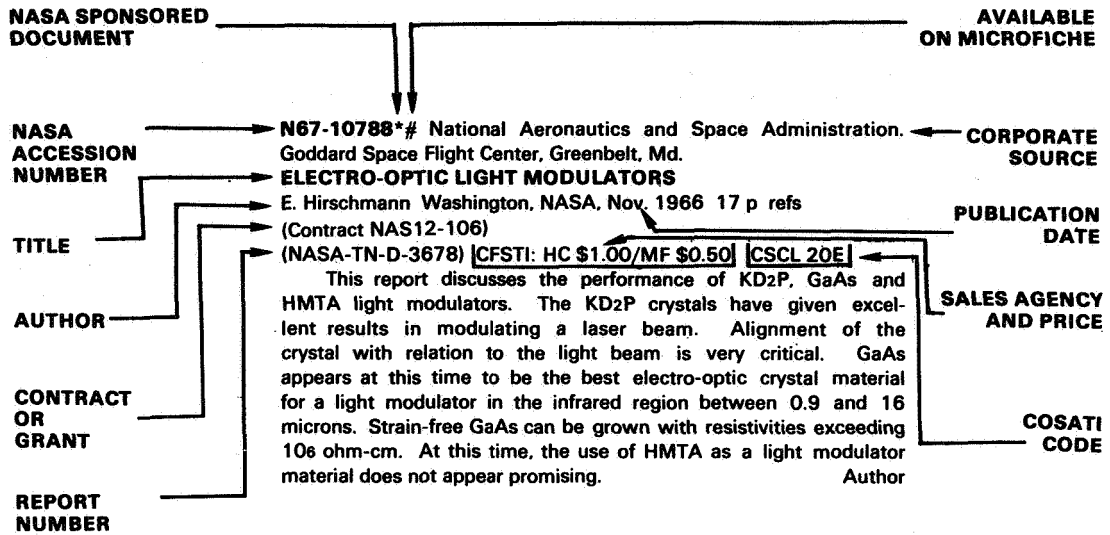 NASA SPONSORED
DOCUMENT
AVAILABLE
ON MICROFICHE
NASA
ACCESSION
NUMBER
N67-10788*# National Aeronautics and Space Administration.
Goddard Space Flight Center, Greenbelt, Md.
CORPORATE
SOURCE
TITLE
ELECTRO-OPTIC LIGHT MODULATORS
E. Hirschmann Washington, NASA, Nov. 1966 17 p refs
(Contract NAS12-106)
(NASA-TN-D-3678) CFSTI: HC $1.00/MF $0.50 CSCL 20E
PUBLICATION
DATE
This report discusses the performance of KD2P, GaAs and
HMTA light modulators. The KD2P crystals have given excel-
lent results in modulating a laser beam. Alignment of the
crystal with relation to the light beam is very critical. GaAs
appears at this time to be the best electro-optic crystal material
for a light modulator in the infrared region between 0.9 and 16
microns. Strain-free GaAs can be grown with resistivities exceeding
106 ohm-cm. At this time, the use of HMTA as a light modulator
material does not appear promising. Author
AUTHOR
SALES AGENCY
AND PRICE
CONTRACT
OR
GRANT
COSATI
CODE
REPORT
NUMBER